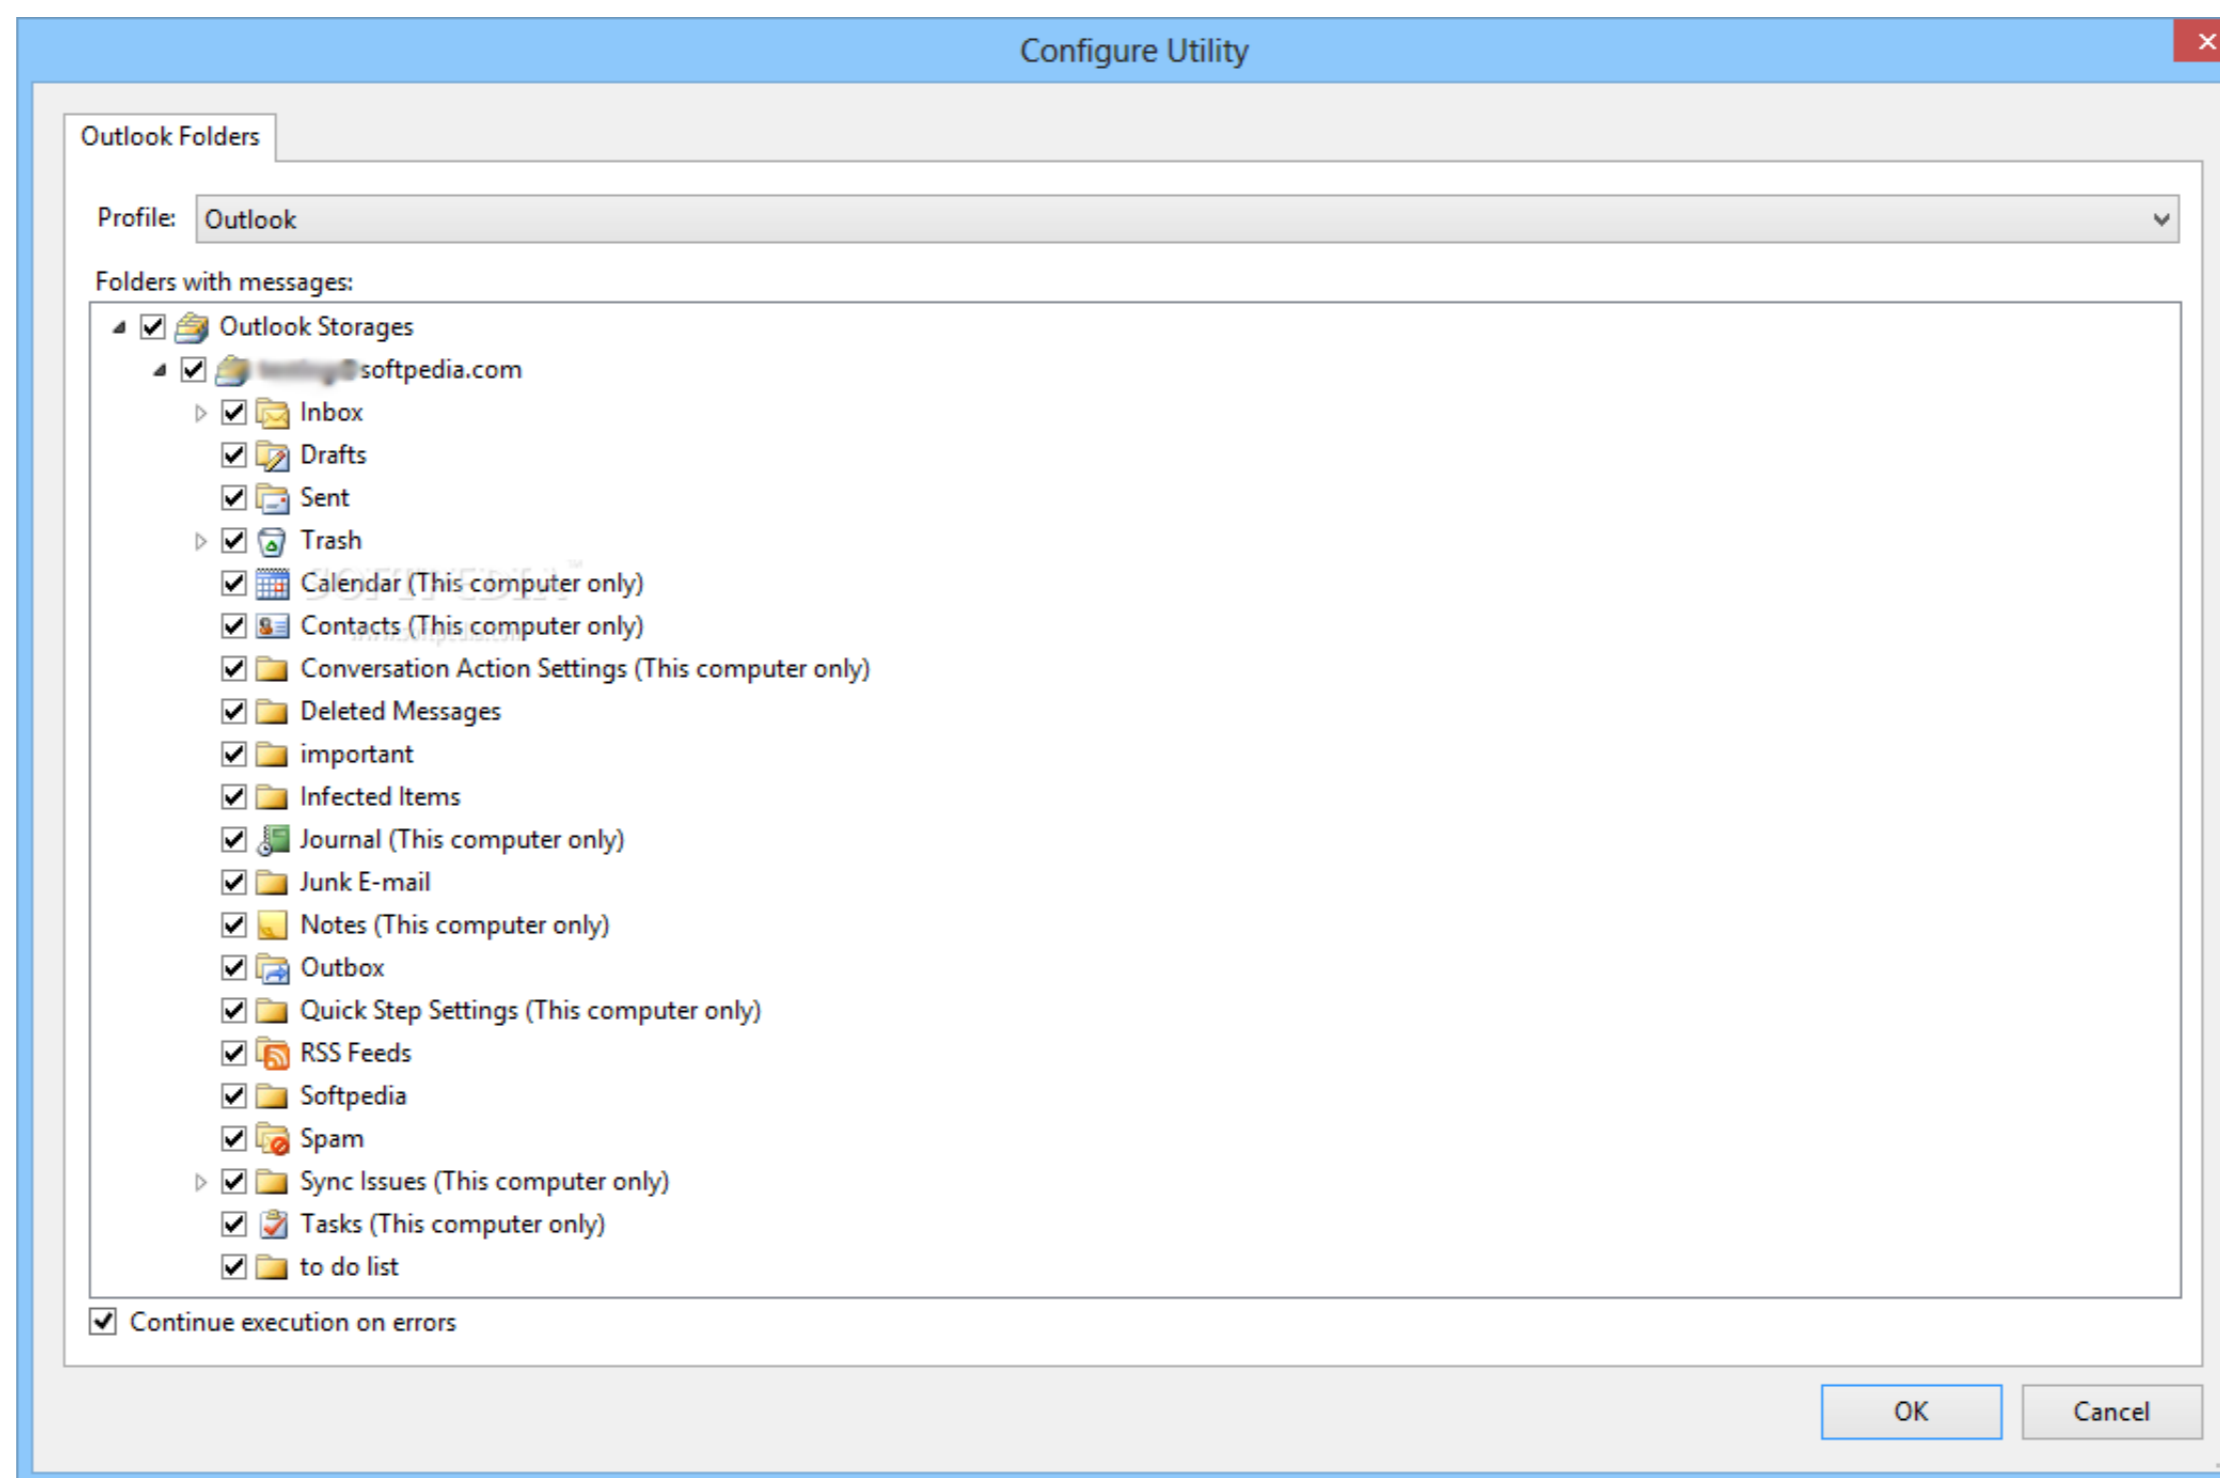 Configure Utility
Outlook Folders
Profile: Outlook
Folders with messages:
Outlook Storages
softpedia.com
Inbox
Drafts
Sent
Trash
Calendar (This computer only)
Contacts (This computer only)
Conversation Action Settings (This computer only)
Deleted Messages
important
Infected Items
Journal (This computer only)
Junk E-mail
Notes (This computer only)
Outbox
Quick Step Settings (This computer only)
RSS Feeds
Softpedia
Spam
Sync Issues (This computer only)
Tasks (This computer only)
to do list
Continue execution on errors
OK Cancel